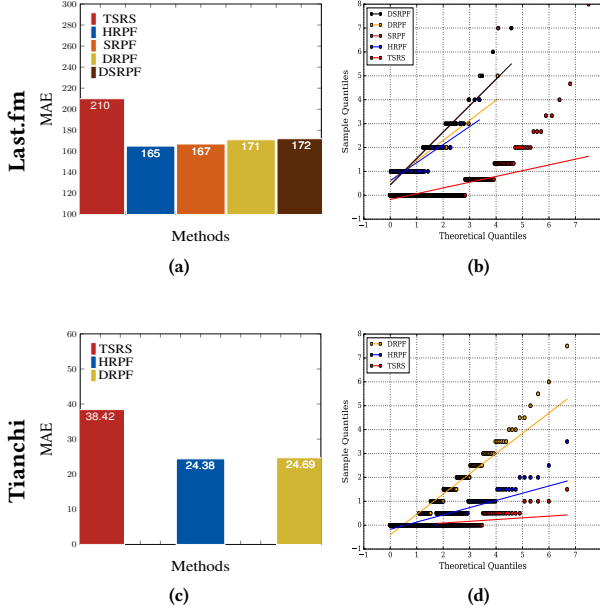 Last.fm
300
280
260
240
220
200
180
160
140
120
100
MAE
TSRS
HRPF
SRPF
DRPF
DSRPF
210
165
167
171
172
Methods
(a)
8
7
6
5
4
3
2
1
0
−1
Sample Quantiles
DSRPF
DRPF
SRPF
HRPF
TSRS
−1 0 1 2 3 4 5 6 7
Theoretical Quantiles
(b)
Tianchi
60
50
40
30
20
10
0
MAE
TSRS
HRPF
DRPF
38.42
24.38
24.69
Methods
(c)
8
7
6
5
4
3
2
1
0
−1
Sample Quantiles
DRPF
HRPF
TSRS
−1 0 1 2 3 4 5 6 7
Theoretical Quantiles
(d)